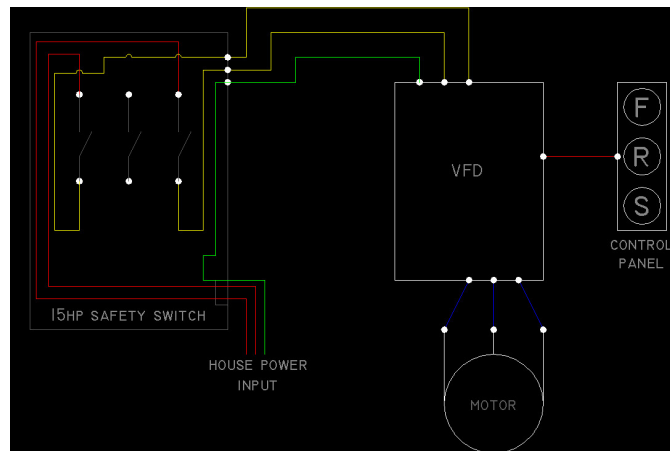 F
VFD
R
S
CONTROL
PANEL
15HP SAFETY SWITCH
HOUSE POWER
INPUT
MOTOR